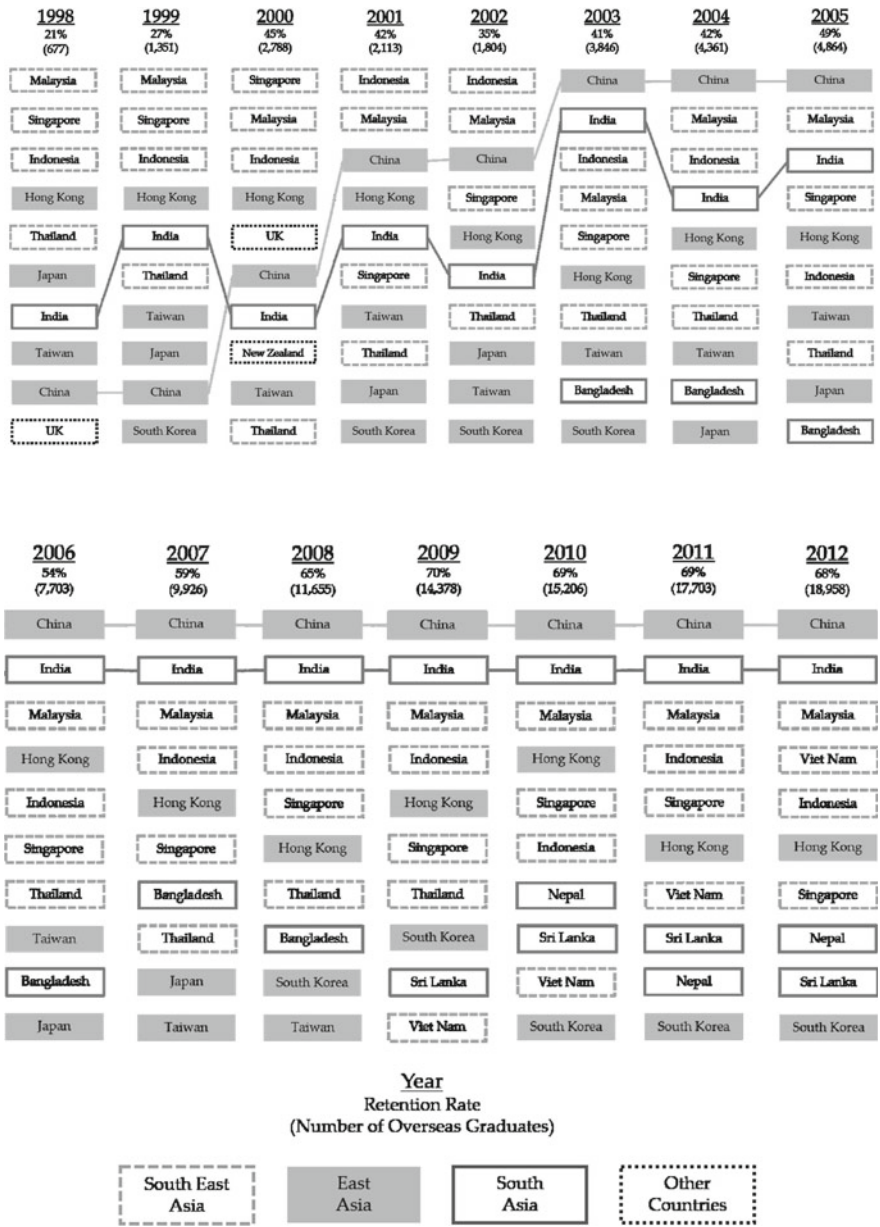 1998 1999 2000 2001 2002 2003 2004 2005
21% 27% 45% 42% 35% 41% 42% 49%
(677) (1,351) (2,788) (2,113) (1,804) (3,846) (4,361) (4,864)
Malaysia Malaysia Singapore Indonesia Indonesia China China China
Singapore Singapore Malaysia Malaysia Malaysia India Malaysia Malaysia
Indonesia Indonesia Indonesia China China Indonesia Indonesia India
Hong Kong Hong Kong Hong Kong Hong Kong Singapore Malaysia India Singapore
Thailand India UK India Hong Kong Singapore Hong Kong Hong Kong
Japan Thailand China Singapore India Hong Kong Singapore Indonesia
India Taiwan India Taiwan Thailand Thailand Thailand Taiwan
Taiwan Japan New Zealand Thailand Japan Taiwan Taiwan Thailand
China China Taiwan Japan Taiwan Bangladesh Bangladesh Japan
UK South Korea Thailand South Korea South Korea South Korea Japan Bangladesh
2006 2007 2008 2009 2010 2011 2012
54% 59% 65% 70% 69% 69% 68%
(7,703) (9,926) (11,655) (14,378) (15,206) (17,703) (18,958)
China China China China China China China
India India India India India India India
Malaysia Malaysia Malaysia Malaysia Malaysia Malaysia Malaysia
Hong Kong Indonesia Indonesia Indonesia Hong Kong Indonesia Viet Nam
Indonesia Hong Kong Singapore Hong Kong Singapore Singapore Indonesia
Singapore Singapore Hong Kong Singapore Indonesia Hong Kong Hong Kong
Thailand Bangladesh Thailand Thailand Nepal Viet Nam Singapore
Taiwan Thailand Bangladesh South Korea Sri Lanka Sri Lanka Nepal
Bangladesh Japan South Korea Sri Lanka Viet Nam Nepal Sri Lanka
Japan Taiwan Taiwan Viet Nam South Korea South Korea South Korea
Year
Retention Rate
(Number of Overseas Graduates)
South East East South Other
Asia Asia Asia Countries